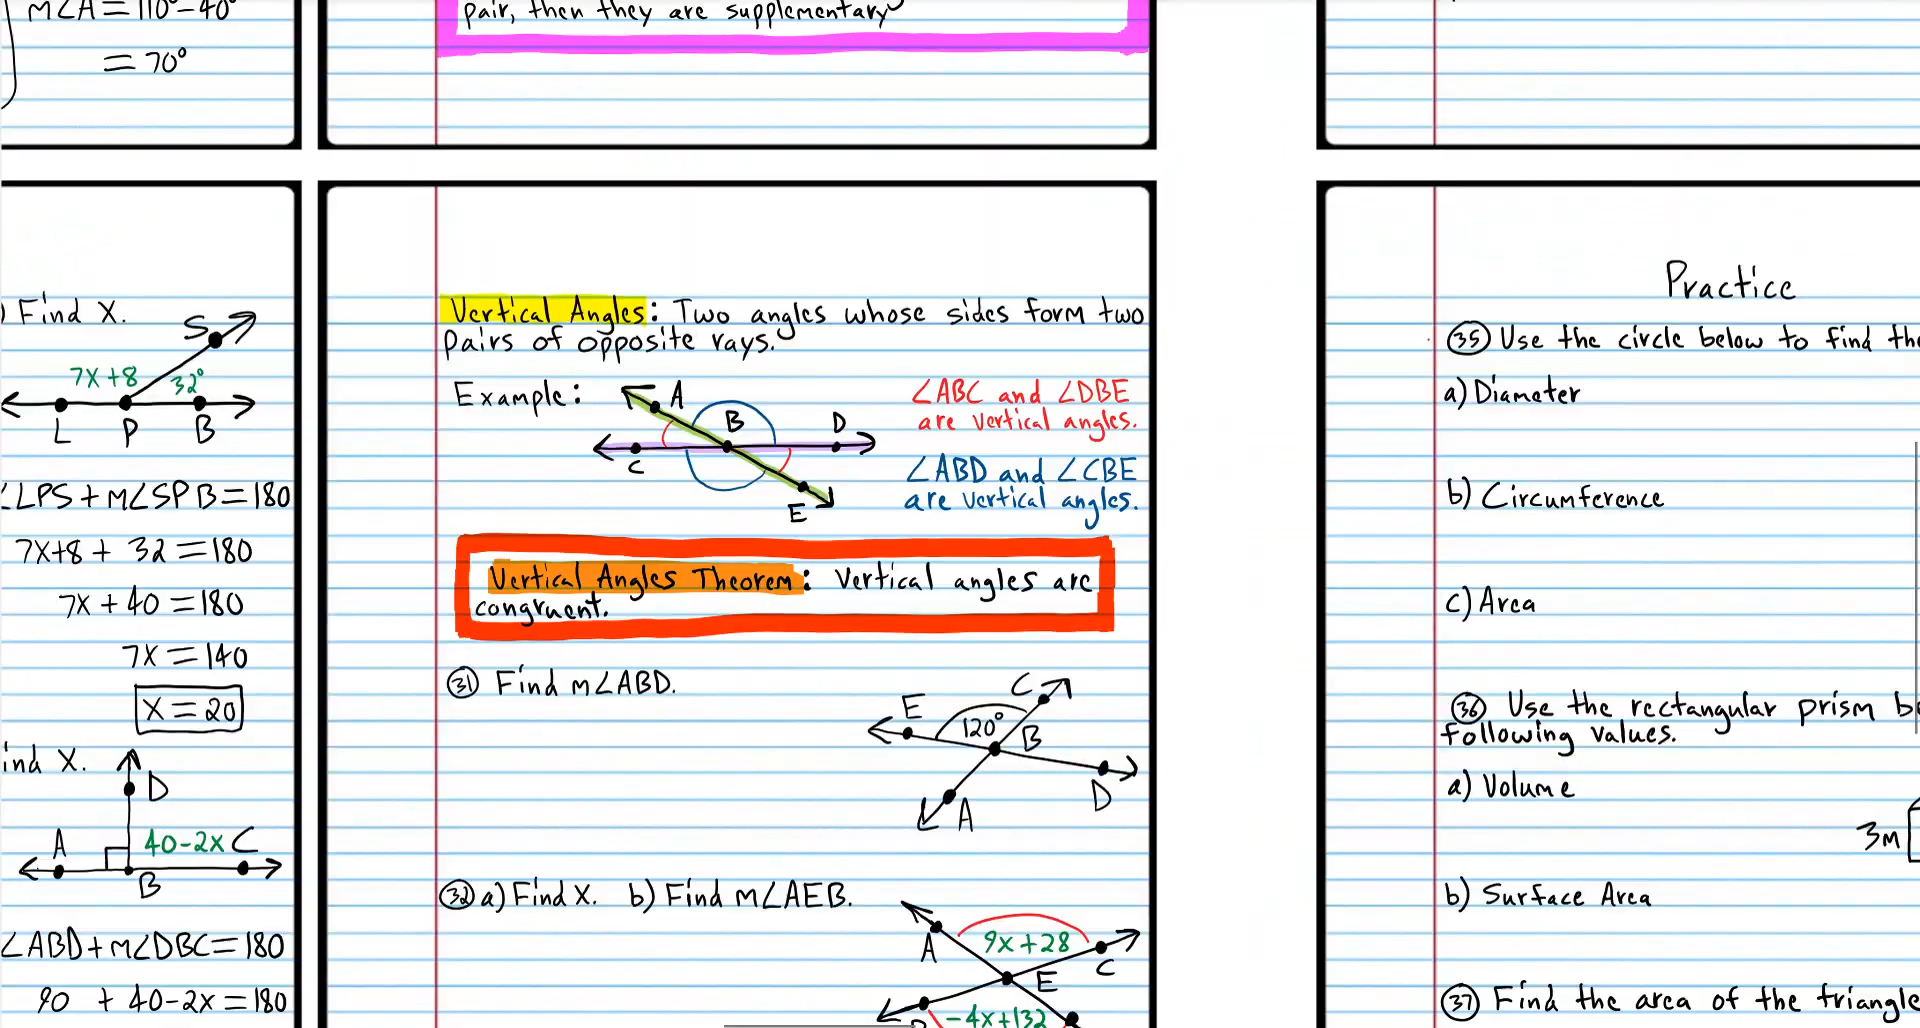 m∠A = 110° - 40°
= 70°
) Find X.
S
7x+8
32°
L P B
∠LPS + m∠SPB = 180
7x+8 + 32 = 180
7x + 40 = 180
7x = 140
x = 20
ind X.
D
A
40-2x C
B
∠ABD + m∠DBC = 180
90 + 40-2x = 180
pair, then they are supplementary
Vertical Angles: Two angles whose sides form two
pairs of opposite rays.
Example:
A
B
D
C
E
∠ABC and ∠DBE
are vertical angles.
∠ABD and ∠CBE
are vertical angles.
Vertical Angles Theorem: Vertical angles are
congruent.
31 Find m∠ABD.
C
E
120°
B
D
A
32 a) Find x. b) Find m∠AEB.
A
9x+28
C
E
-4x+132
Practice
35 Use the circle below to find the
a) Diameter
b) Circumference
c) Area
36 Use the rectangular prism be
following values.
a) Volume
3m
b) Surface Area
37 Find the area of the triangle